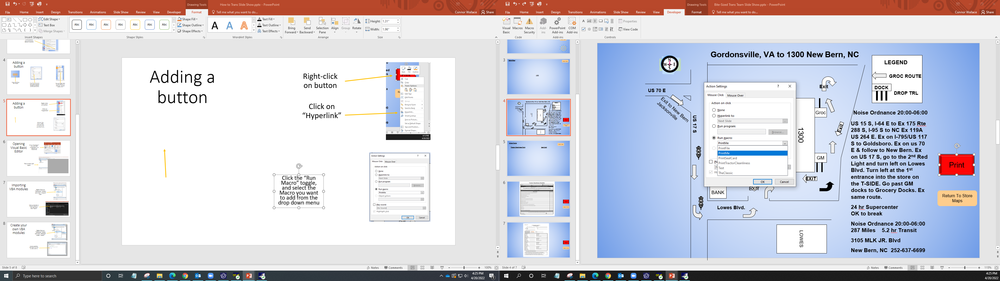 Drawing Tools
How to Trans Slide Show.pptx - PowerPoint
File
Home
Insert
Design
Transitions
Animations
Slide Show
Review
View
Developer
Format
Tell me what you want to do...
Connor Wallace
Share
Edit Shape
Text Box
Merge Shapes
Insert Shapes
Abc
Abc
Abc
Abc
Abc
Abc
Abc
Shape Fill
Shape Outline
Shape Effects
Shape Styles
A
A
A
Text Fill
Text Outline
Text Effects
WordArt Styles
Bring
Forward
Send
Backward
Selection
Pane
Align
Group
Rotate
Arrange
Height:
1.31"
Width:
1.96"
Size
4
Adding a
button
5
Adding a
button
Right-click
on button
Click on
"Hyperlink"
6
Opening
Visual Basic
Editor
7
Importing
VBA modules
8
Create your
own VBA
modules
Adding a
button
Right-click
on button
Click on
“Hyperlink”
Style
Fill
Outline
Cut
Copy
Paste Options:
Edit Text
Edit Points
Group
Bring to Front
Send to Back
Hyperlink...
Smart Lookup
Save as Picture...
Set as Default Shape
Size and Position...
Format Shape...
4:15 PM
4/20/2022
Click the “Run
Macro” toggle,
and select the
Macro you want
to add from the
drop down menu
Action Settings
?
Mouse Click
Mouse Over
Action on click
None
Hyperlink to:
Next Slide
Run program:
Browse...
Run macro:
PrintMe
Object action:
Play sound:
[No Sound]
Highlight click
OK
Cancel
Slide 5 of 8
Notes
Comments
100%
Type here to search
4:25 PM
4/20/2022
Drawing Tools
Bite-Sized Trans Team Slide Show.pptx - PowerPoint
File
Home
Insert
Design
Transitions
Animations
Slide Show
Review
View
Developer
Format
Tell me what you want to do...
Connor Wallace
Share
Visual
Basic
Macros
Macro
Security
Code
Add-
ins
PowerPoint
Add-ins
COM
Add-ins
Add-ins
Properties
View Code
Controls
3
4
5
6
7
Gordonsville, VA to 1300 New Bern, NC
N
W
E
S
US 70 E
Exit to New Bern
Jacksonville
US 17 S
LEGEND
GROC ROUTE
DOCK
DROP TRL
Exit
Groc
Exit
1300
GM
EXIT
EXIT
BANK
Lowes Blvd.
LOWES
Action Settings
?
Mouse Click
Mouse Over
Action on click
None
Hyperlink to:
Next Slide
Run program:
Browse...
Run macro:
PrintMe
PrintFile
PrintMe
PrintSealCard
PrintTractorCleanliness
Test
TheClassic
OK
Cancel
Noise Ordnance 20:00-06:00
US 15 S, I-64 E to Ex 175 Rte
288 S, I-95 S to NC Ex 119A
US 264 E. Ex on I-795/US 117
S to Goldsboro. Ex on us 70
E & follow to New Bern. Ex
on US 17 S, go to the 2nd Red
Light and turn left on Lowes
Blvd. Turn left at the 1st
entrance into the store on
the T-SIDE. Go past GM
docks to Grocery Docks. Ex
same route.
24 hr Supercenter
OK to break
Noise Ordnance 20:00-06:00
287 Miles 5.2 hr Transit
3105 MLK JR. Blvd
New Bern, NC 252-637-6699
Print
Return To Store
Maps
Slide 4 of 7
Notes
Comments
115%
4:25 PM
4/20/2022